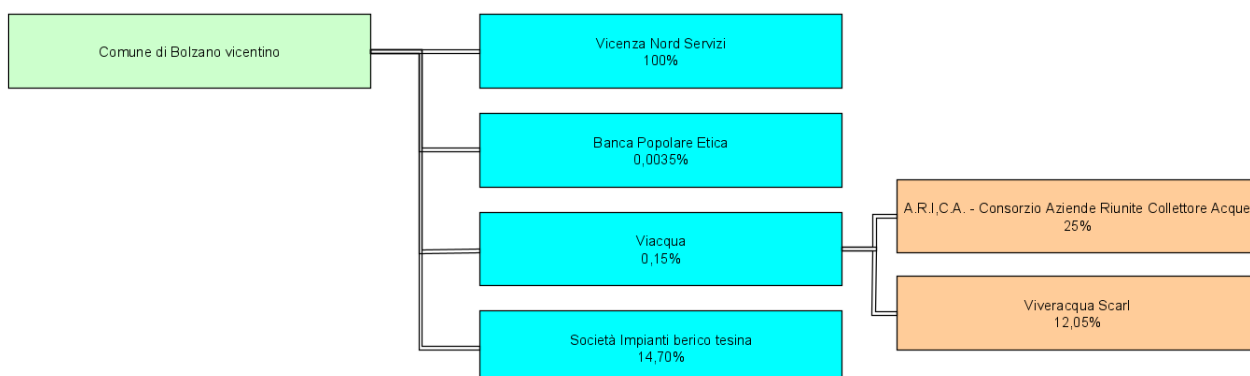 Comune di Bolzano vicentino
Vicenza Nord Servizi
100%
Banca Popolare Etica
0,0035%
Viacqua
0,15%
Società Impianti berico tesina
14,70%
A.R.I,C.A. - Consorzio Aziende Riunite Collettore Acque
25%
Viveracqua Scarl
12,05%